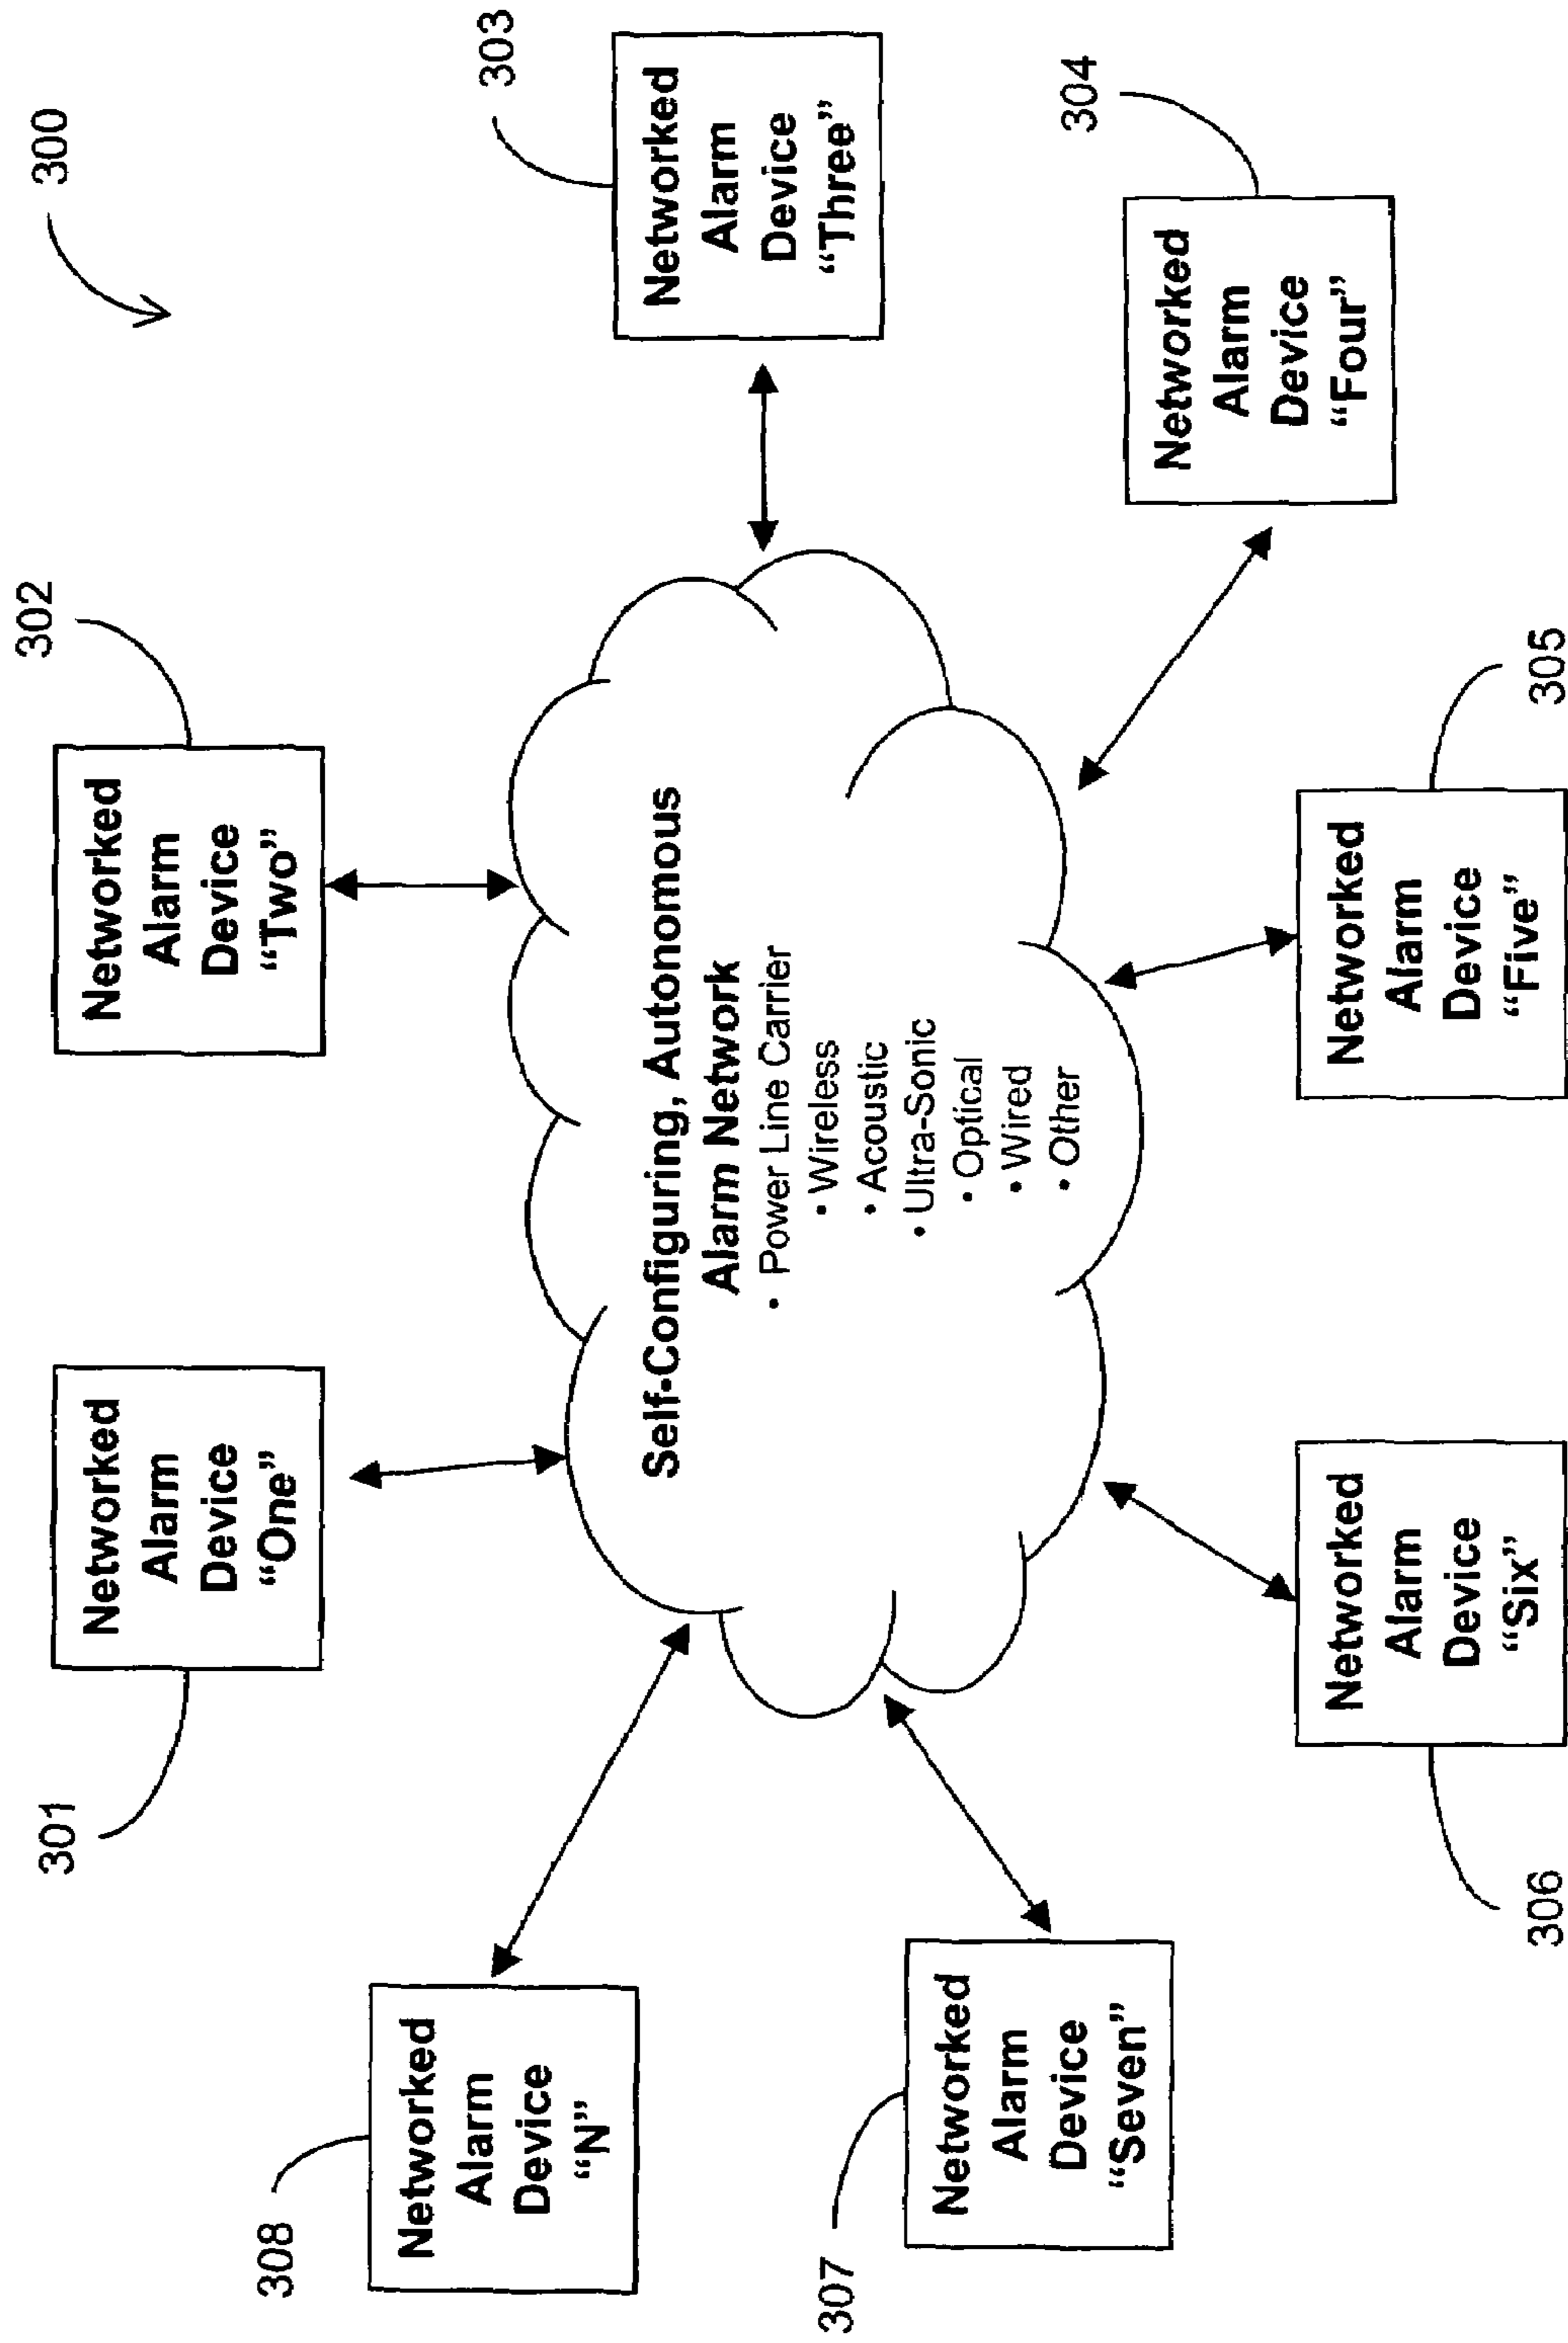 300
301
Networked
Alarm
Device
“One”
302
Networked
Alarm
Device
“Two”
303
Networked
Alarm
Device
“Three”
304
Networked
Alarm
Device
“Four”
305
Networked
Alarm
Device
“Five”
306
Networked
Alarm
Device
“Six”
307
Networked
Alarm
Device
“Seven”
308
Networked
Alarm
Device
“N”
Self-Configuring, Autonomous
Alarm Network
• Power Line Carrier
• Wireless
• Acoustic
• Ultra-Sonic
• Optical
• Wired
• Other